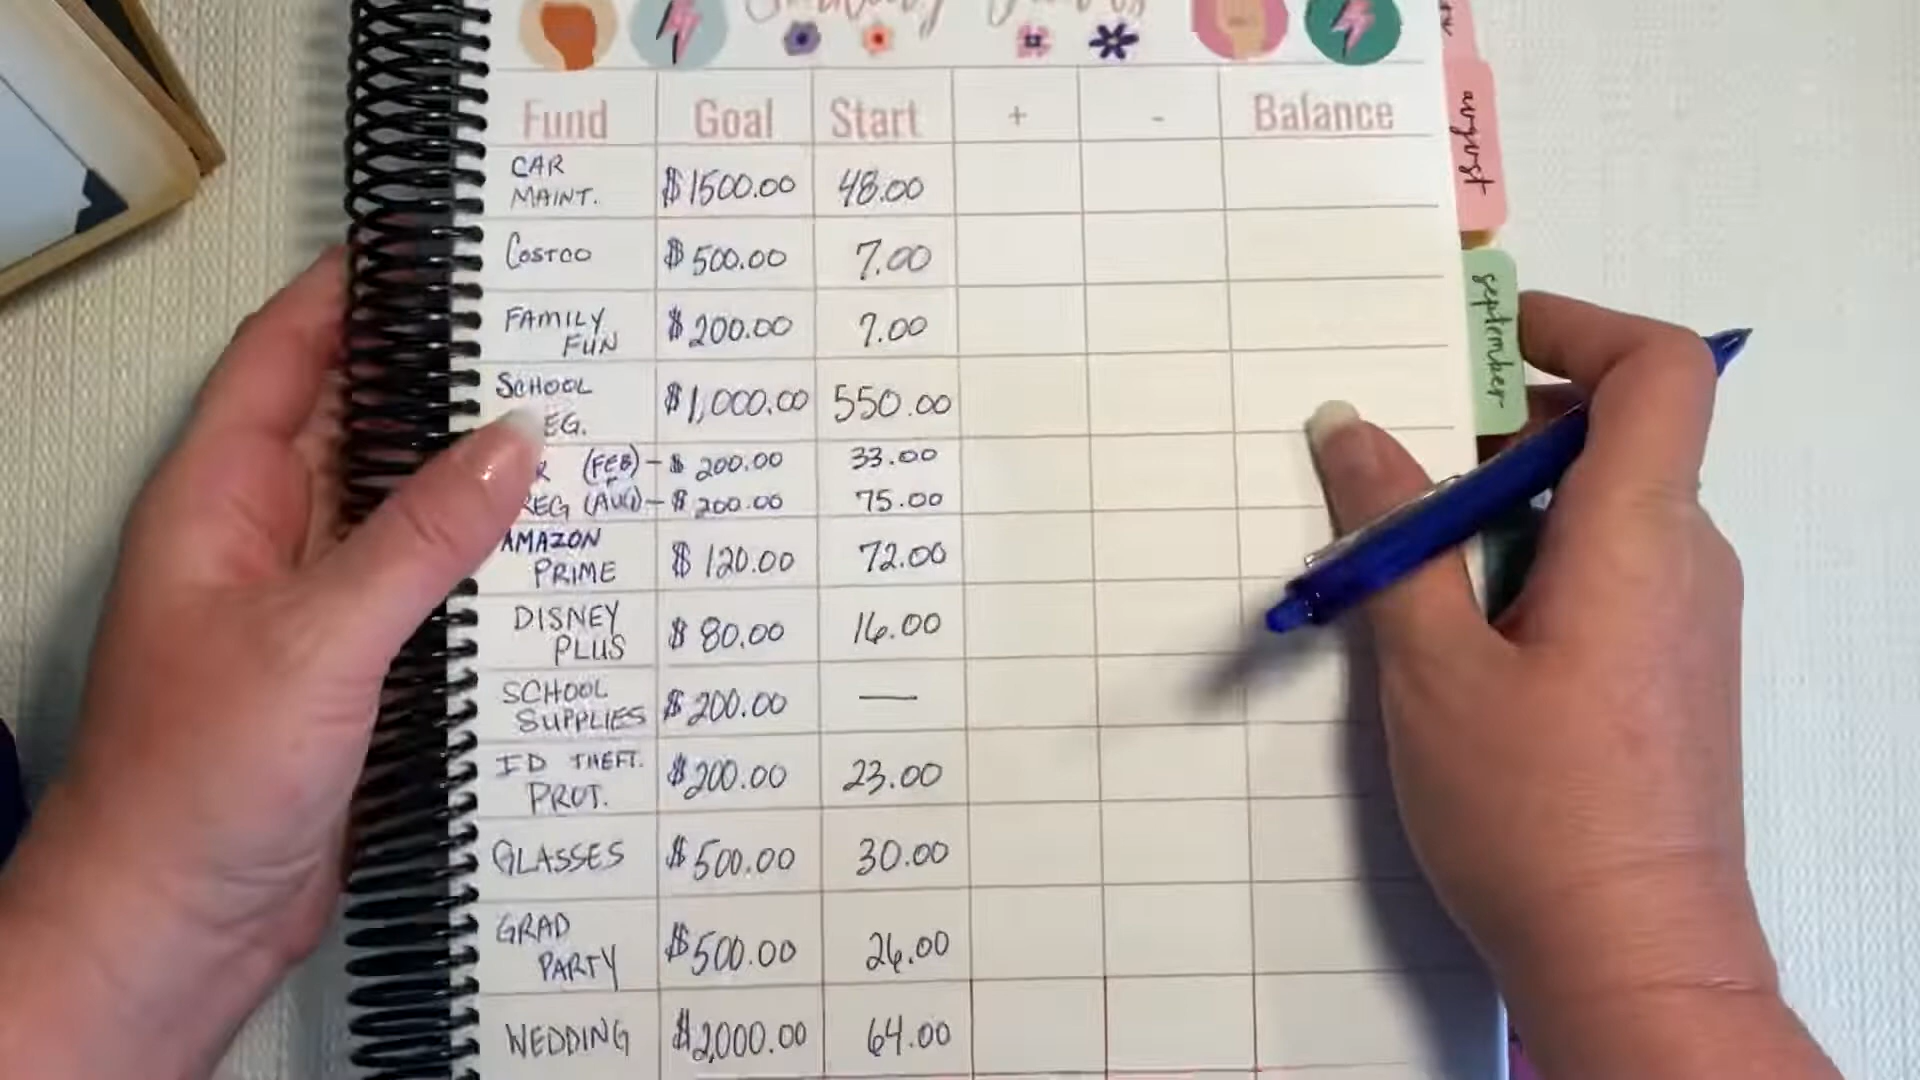 Fund Goal Start + - Balance
CAR
MAINT. $1500.00 48.00
COSTCO $500.00 7.00
FAMILY
FUN $200.00 7.00
SCHOOL
EG. $1,000.00 550.00
R (FEB) - $ 200.00 33.00
REG (AUG) - $ 200.00 75.00
AMAZON
PRIME $ 120.00 72.00
DISNEY
PLUS $ 80.00 16.00
SCHOOL
SUPPLIES $200.00 —
ID THEFT.
PROT. $200.00 23.00
GLASSES $500.00 30.00
GRAD
PARTY $500.00 26.00
WEDDING $2,000.00 64.00
august
september